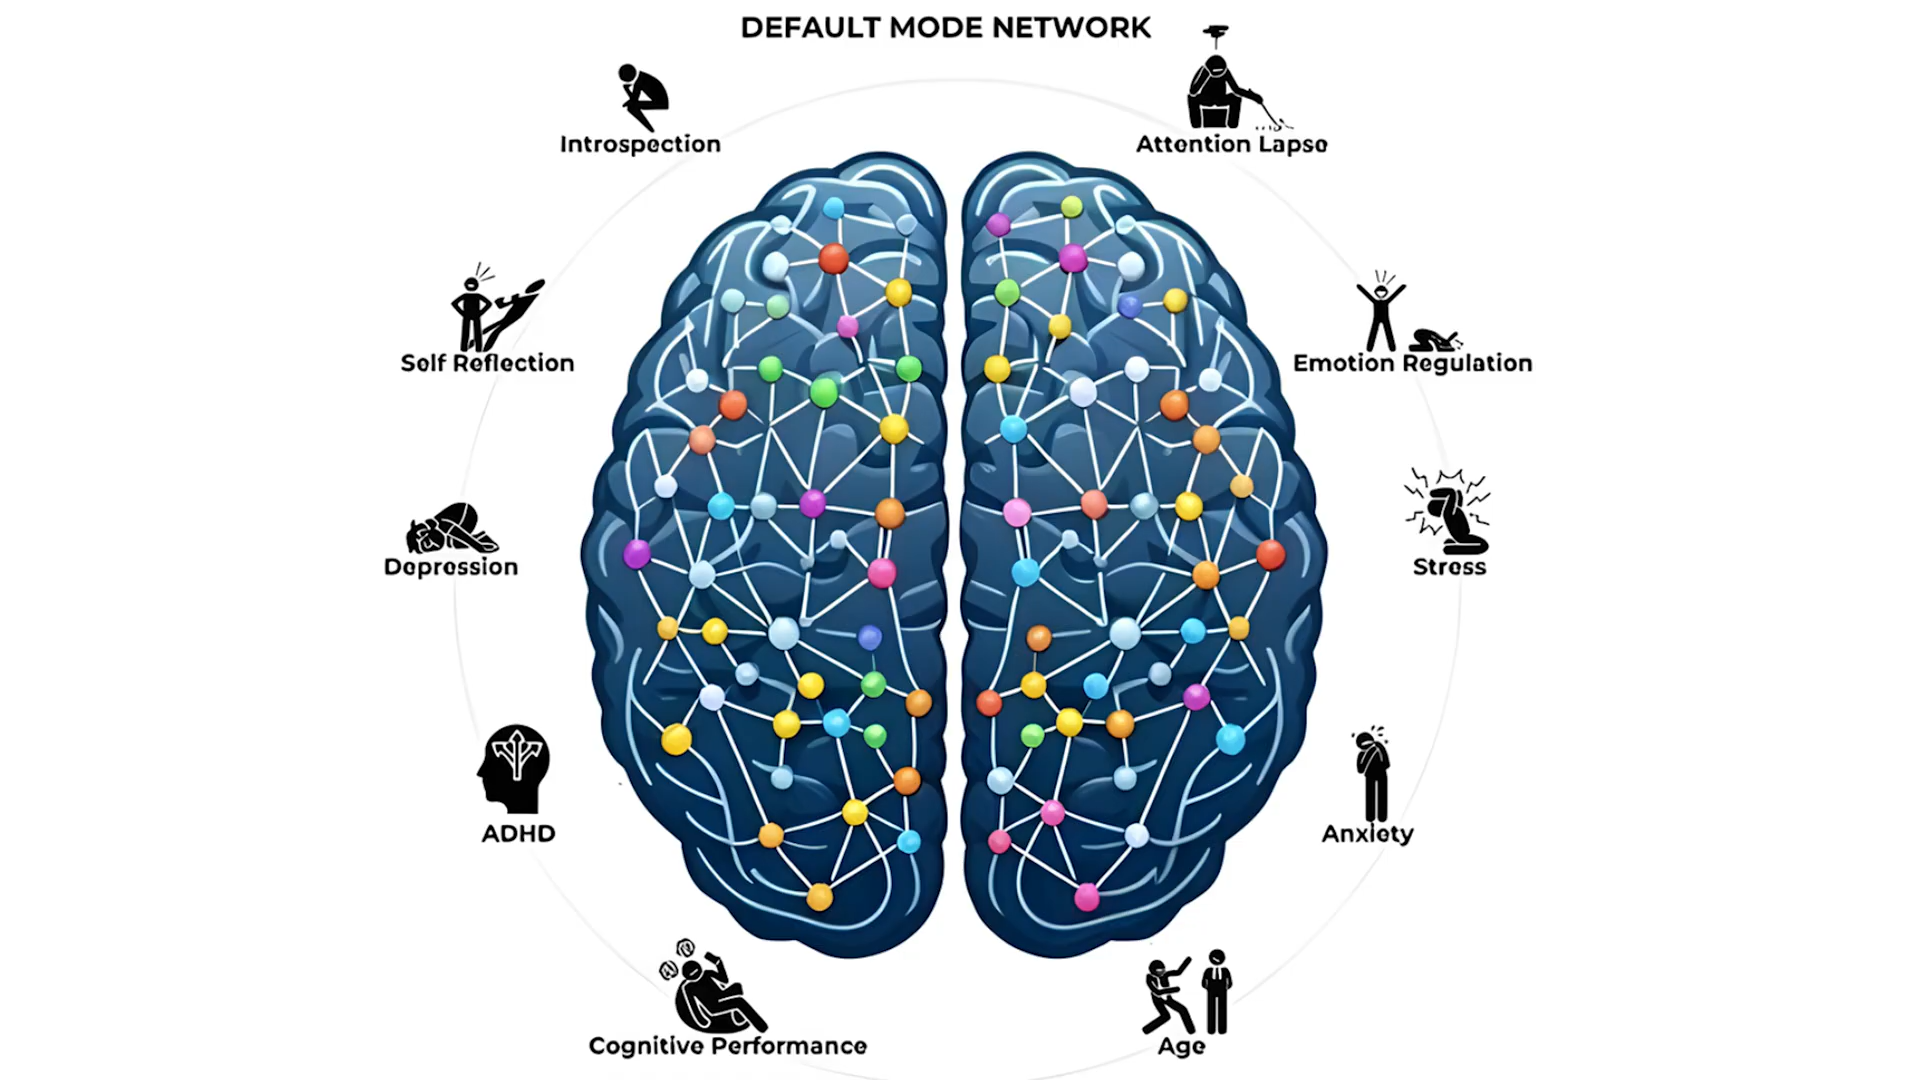 DEFAULT MODE NETWORK
Introspection
Attention Lapse
Self Reflection
Emotion Regulation
Depression
Stress
ADHD
Anxiety
Cognitive Performance
Age